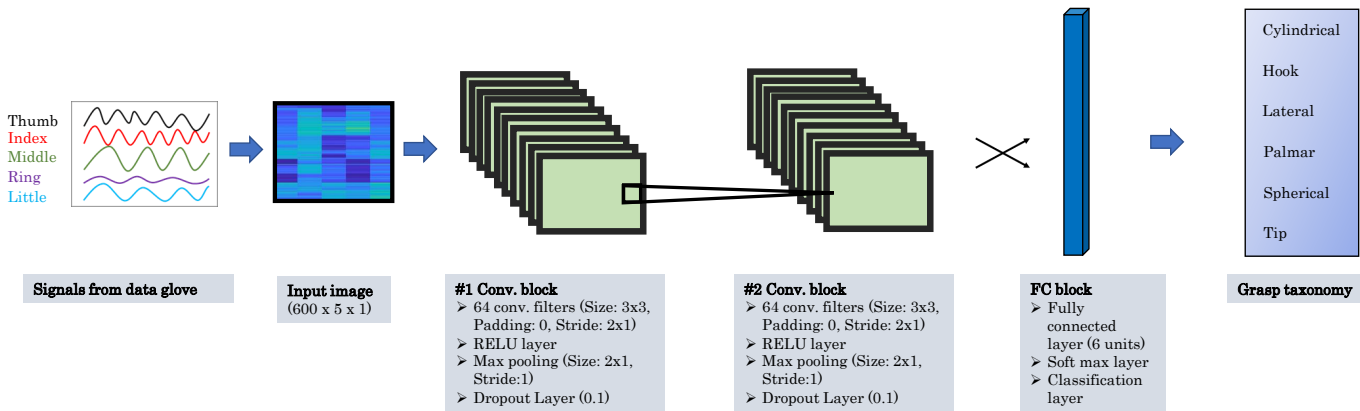 Thumb
Index
Middle
Ring
Little
Cylindrical
Hook
Lateral
Palmar
Spherical
Tip
Signals from data glove
Input image
(600 x 5 x 1)
#1 Conv. block
➢ 64 conv. filters (Size: 3x3,
Padding: 0, Stride: 2x1)
➢ RELU layer
➢ Max pooling (Size: 2x1,
Stride:1)
➢ Dropout Layer (0.1)
#2 Conv. block
➢ 64 conv. filters (Size: 3x3,
Padding: 0, Stride: 2x1)
➢ RELU layer
➢ Max pooling (Size: 2x1,
Stride:1)
➢ Dropout Layer (0.1)
FC block
➢ Fully
connected
layer (6 units)
➢ Soft max layer
➢ Classification
layer
Grasp taxonomy